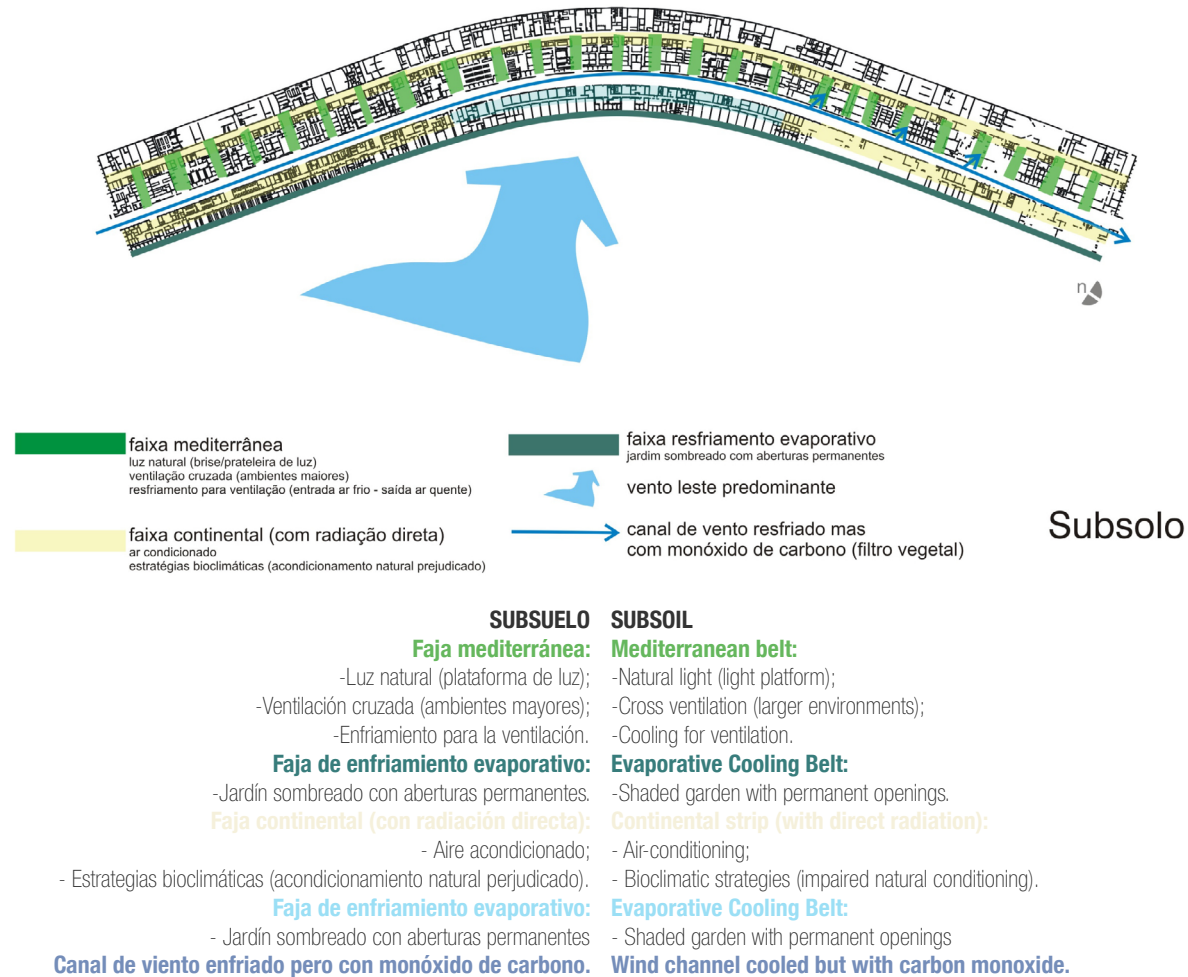 n
faixa mediterrânea
luz natural (brise/prateleira de luz)
ventilação cruzada (ambientes maiores)
resfriamento para ventilação (entrada ar frio - saída ar quente)
faixa continental (com radiação direta)
ar condicionado
estratégias bioclimáticas (acondicionamento natural prejudicado)
faixa resfriamento evaporativo
jardim sombreado com aberturas permanentes
vento leste predominante
canal de vento resfriado mas
com monóxido de carbono (filtro vegetal)
Subsolo
SUBSUELO SUBSOIL
Faja mediterránea: Mediterranean belt:
-Luz natural (plataforma de luz); -Natural light (light platform);
-Ventilación cruzada (ambientes mayores); -Cross ventilation (larger environments);
-Enfriamiento para la ventilación. -Cooling for ventilation.
Faja de enfriamiento evaporativo: Evaporative Cooling Belt:
-Jardín sombreado con aberturas permanentes. -Shaded garden with permanent openings.
Faja continental (con radiación directa): Continental strip (with direct radiation):
- Aire acondicionado; - Air-conditioning;
- Estrategias bioclimáticas (acondicionamiento natural perjudicado). - Bioclimatic strategies (impaired natural conditioning).
Faja de enfriamiento evaporativo: Evaporative Cooling Belt:
- Jardín sombreado con aberturas permanentes - Shaded garden with permanent openings
Canal de viento enfriado pero con monóxido de carbono. Wind channel cooled but with carbon monoxide.